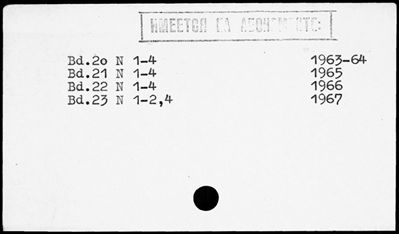 ИМЕЕТСЯ НА АБОНЕМЕНТЕ:
Bd.2o N 1-4 1963-64
Bd.21 N 1-4 1965
Bd.22 N 1-4 1966
Bd.23 N 1-2,4 1967